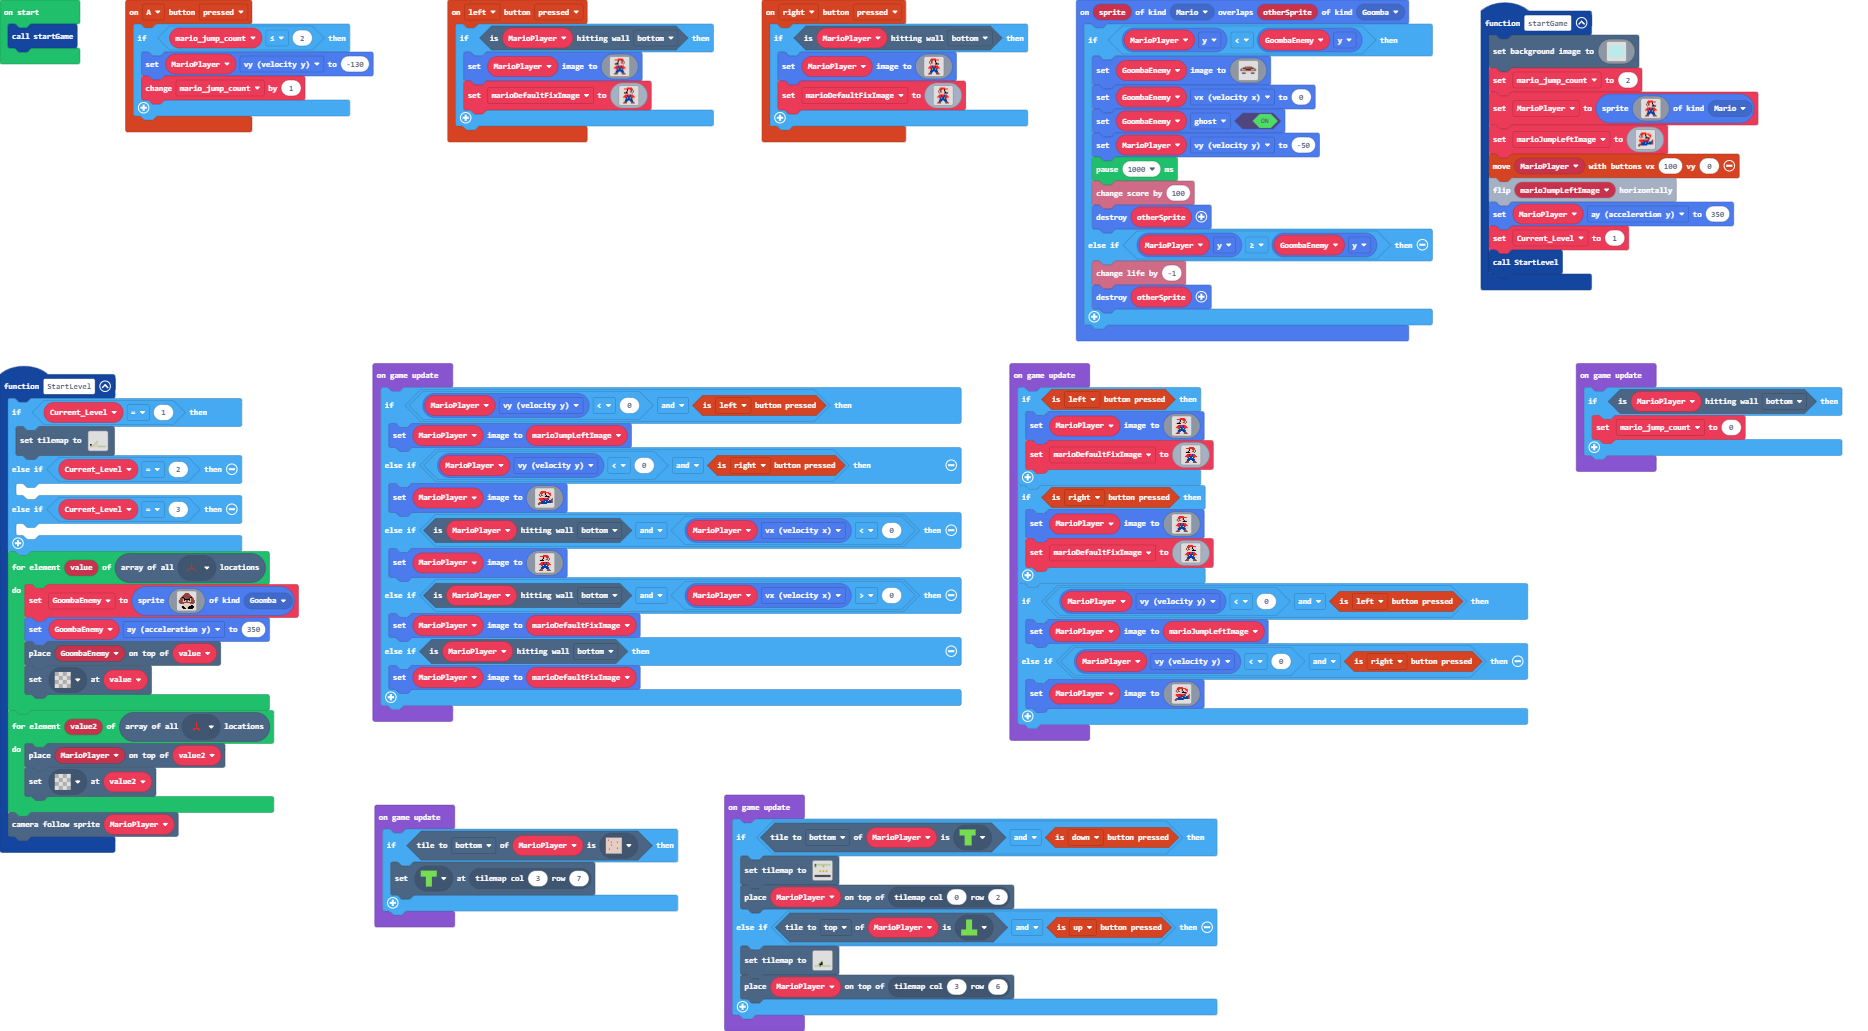 on start
call startGame
on A button pressed
if mario_jump_count ≤ 2 then
set MarioPlayer vy (velocity y) to -130
change mario_jump_count by 1
on left button pressed
if is MarioPlayer hitting wall bottom then
set MarioPlayer image to
set marioDefaultFixImage to
on right button pressed
if is MarioPlayer hitting wall bottom then
set MarioPlayer image to
set marioDefaultFixImage to
on sprite of kind Mario overlaps otherSprite of kind Goomba
if MarioPlayer y < GoombaEnemy y then
set GoombaEnemy image to
set GoombaEnemy vx (velocity x) to 0
set GoombaEnemy ghost ON
set MarioPlayer vy (velocity y) to -50
pause 1000 ms
change score by 100
destroy otherSprite
else if MarioPlayer y ≥ GoombaEnemy y then
change life by -1
destroy otherSprite
function startGame
set background image to
set mario_jump_count to 2
set MarioPlayer to sprite of kind Mario
set marioJumpLeftImage to
move MarioPlayer with buttons vx 100 vy 0
flip marioJumpLeftImage horizontally
set MarioPlayer ay (acceleration y) to 350
set Current_Level to 1
call StartLevel
function StartLevel
if Current_Level = 1 then
set tilemap to
else if Current_Level = 2 then
else if Current_Level = 3 then
for element value of array of all locations
do
set GoombaEnemy to sprite of kind Goomba
set GoombaEnemy ay (acceleration y) to 350
place GoombaEnemy on top of value
set at value
for element value2 of array of all locations
do
place MarioPlayer on top of value2
set at value2
camera follow sprite MarioPlayer
on game update
if MarioPlayer vy (velocity y) < 0 and is left button pressed then
set MarioPlayer image to marioJumpLeftImage
else if MarioPlayer vy (velocity y) < 0 and is right button pressed then
set MarioPlayer image to
else if is MarioPlayer hitting wall bottom and MarioPlayer vx (velocity x) < 0 then
set MarioPlayer image to
else if is MarioPlayer hitting wall bottom and MarioPlayer vx (velocity x) > 0 then
set MarioPlayer image to marioDefaultFixImage
else if is MarioPlayer hitting wall bottom then
set MarioPlayer image to marioDefaultFixImage
on game update
if is left button pressed then
set MarioPlayer image to
set marioDefaultFixImage to
if is right button pressed then
set MarioPlayer image to
set marioDefaultFixImage to
if MarioPlayer vy (velocity y) < 0 and is left button pressed then
set MarioPlayer image to marioJumpLeftImage
else if MarioPlayer vy (velocity y) < 0 and is right button pressed then
set MarioPlayer image to
on game update
if is MarioPlayer hitting wall bottom then
set mario_jump_count to 0
on game update
if tile to bottom of MarioPlayer is then
set at tilemap col 3 row 7
on game update
if tile to bottom of MarioPlayer is and is down button pressed then
set tilemap to
place MarioPlayer on top of tilemap col 0 row 2
else if tile to top of MarioPlayer is and is up button pressed then
set tilemap to
place MarioPlayer on top of tilemap col 3 row 6